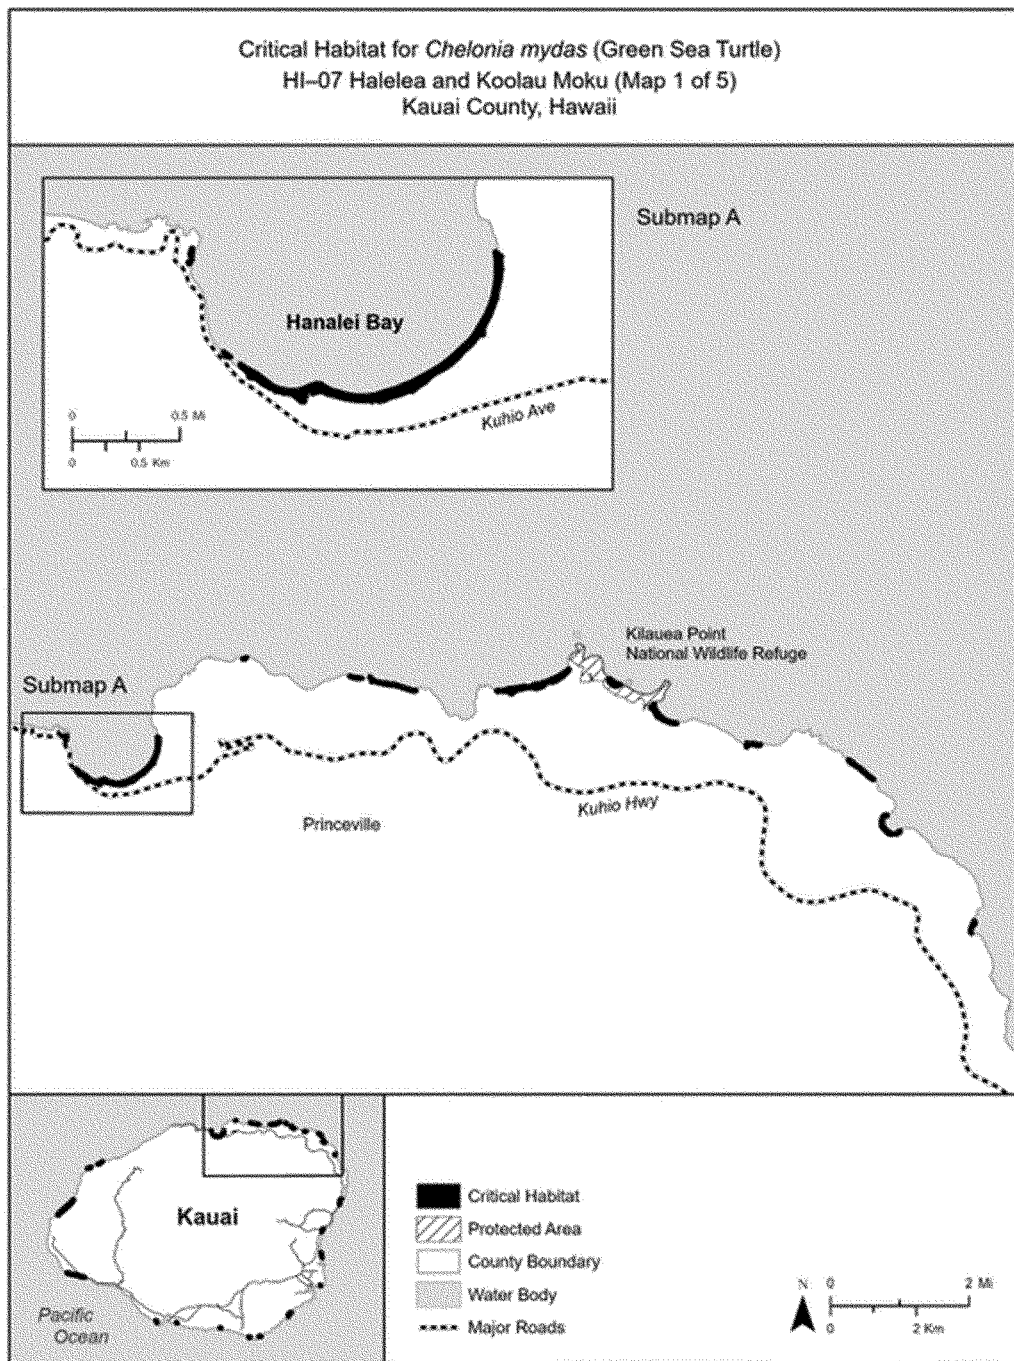 Critical Habitat for Chelonia mydas (Green Sea Turtle)
HI–07 Halelea and Koolau Moku (Map 1 of 5)
Kauai County, Hawaii
Submap A
Hanalei Bay
Kuhio Ave
0 0.5 Mi
0 0.5 Km
Kilauea Point
National Wildlife Refuge
Submap A
Kuhio Hwy
Princeville
Kauai
Pacific
Ocean
Critical Habitat
Protected Area
County Boundary
Water Body
Major Roads
N
0 2 Mi
0 2 Km